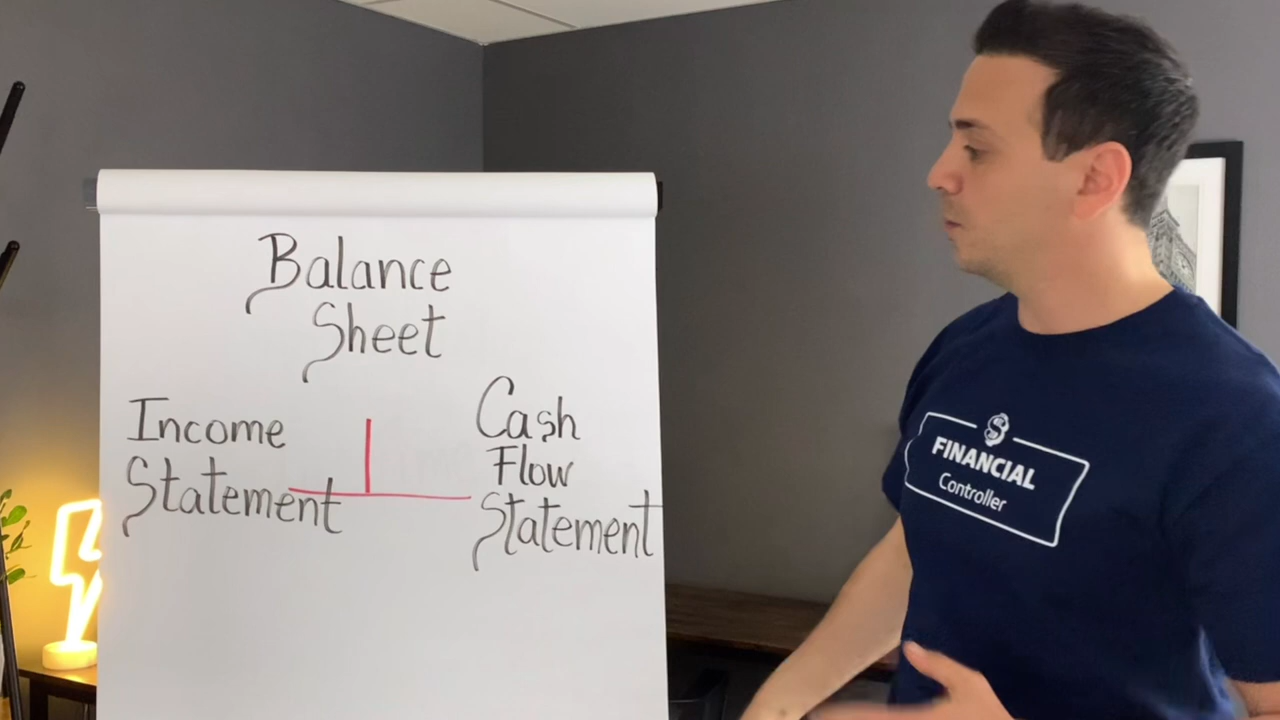 Balance
Sheet
Income
Statement
Cash
Flow
Statement
$
FINANCIAL
Controller